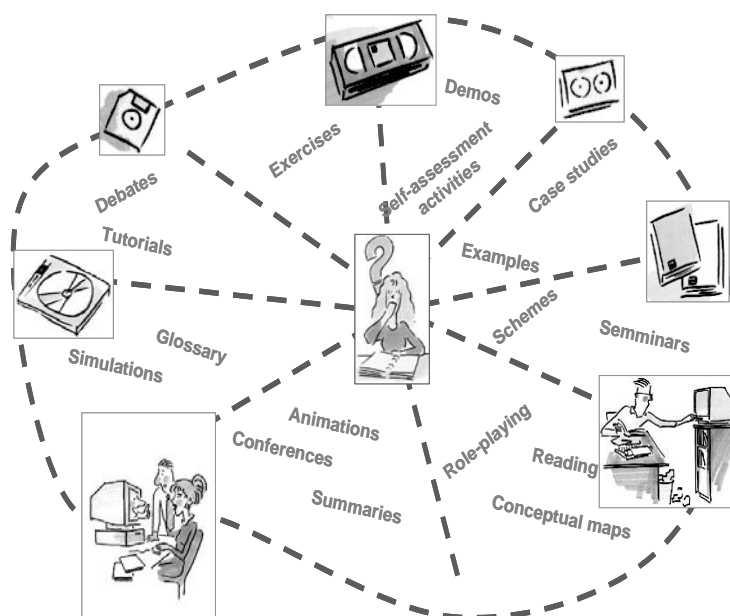 Demos
Exercises
Self-assessment
activities
Case studies
Debates
Tutorials
Examples
Schemes
Semminars
Glossary
Simulations
Animations
Conferences
Summaries
Role-playing
Reading
Conceptual maps
?